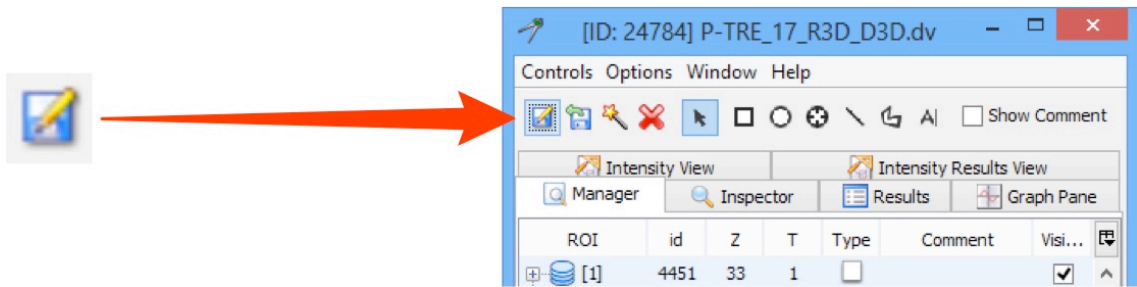 [ID: 24784] P-TRE_17_R3D_D3D.dv
Controls Options Window Help
A| Show Comment
Intensity View Intensity Results View
Manager Inspector Results Graph Pane
ROI id Z T Type Comment Visi...
[1] 4451 33 1